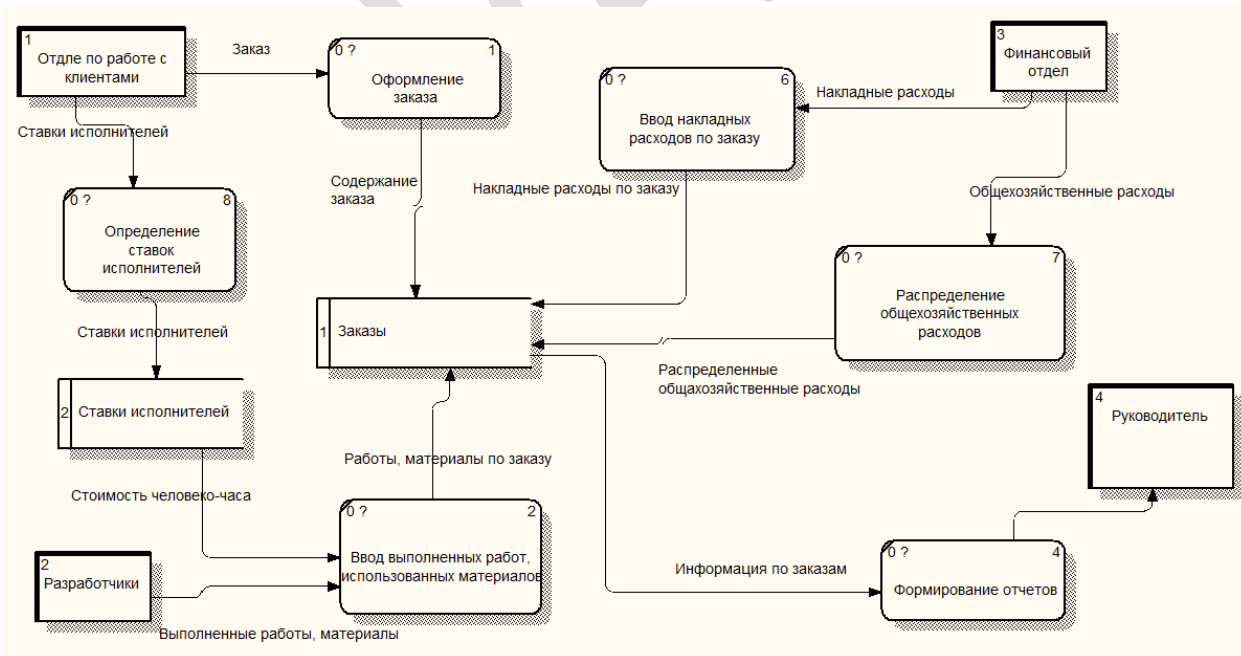 1
Отдле по работе с
клиентами
Заказ
0 ?
1
Оформление
заказа
0 ?
6
Ввод накладных
расходов по заказу
Накладные расходы
3
Финансовый
отдел
Ставки исполнителей
Содержание
заказа
Накладные расходы по заказу
Общехозяйственные расходы
0 ?
8
Определение
ставок
исполнителей
0 ?
7
Распределение
общехозяйственных
расходов
Ставки исполнителей
1
Заказы
Распределенные
общахозяйственные расходы
2
Ставки исполнителей
4
Руководитель
Работы, материалы по заказу
Стоимость человеко-часа
0 ?
2
Ввод выполненных работ,
использованных материалов
2
Разработчики
Информация по заказам
0 ?
4
Формирование отчетов
Выполненные работы, материалы